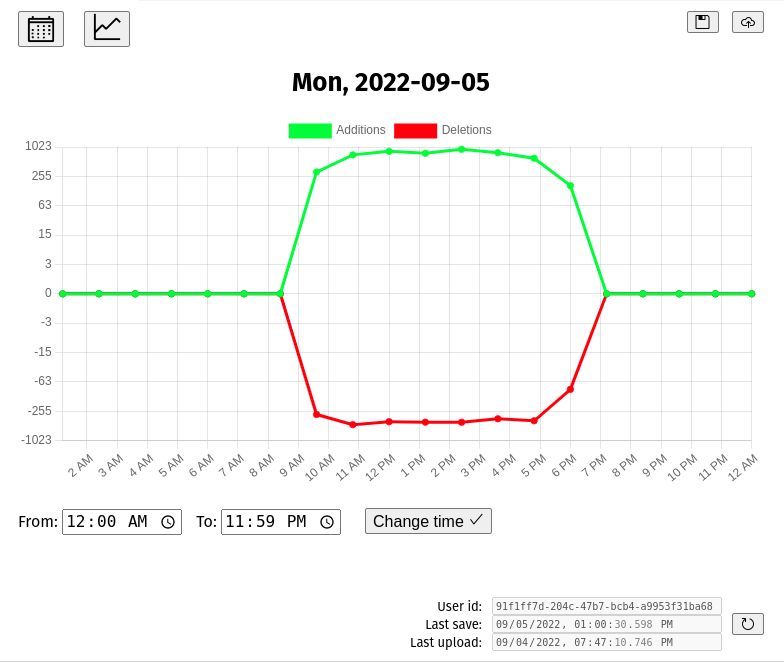 Mon, 2022-09-05
Additions Deletions
1023
255
63
15
3
0
-3
-15
-63
-255
-1023
2 AM 3 AM 4 AM 5 AM 6 AM 7 AM 8 AM 9 AM 10 AM 11 AM 12 PM 1 PM 2 PM 3 PM 4 PM 5 PM 6 PM 7 PM 8 PM 9 PM 10 PM 11 PM 12 AM
From: 12:00 AM To: 11:59 PM Change time
User id: 91f1ff7d-204c-47b7-bcb4-a9953f31ba68
Last save: 09/05/2022, 01:00:30.598 PM
Last upload: 09/04/2022, 07:47:10.746 PM